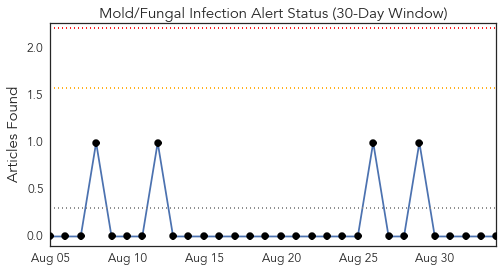 Mold/Fungal Infection Alert Status (30-Day Window)
Articles Found
2.0
1.5
1.0
0.5
0.0
Aug 05
Aug 10
Aug 15
Aug 20
Aug 25
Aug 30